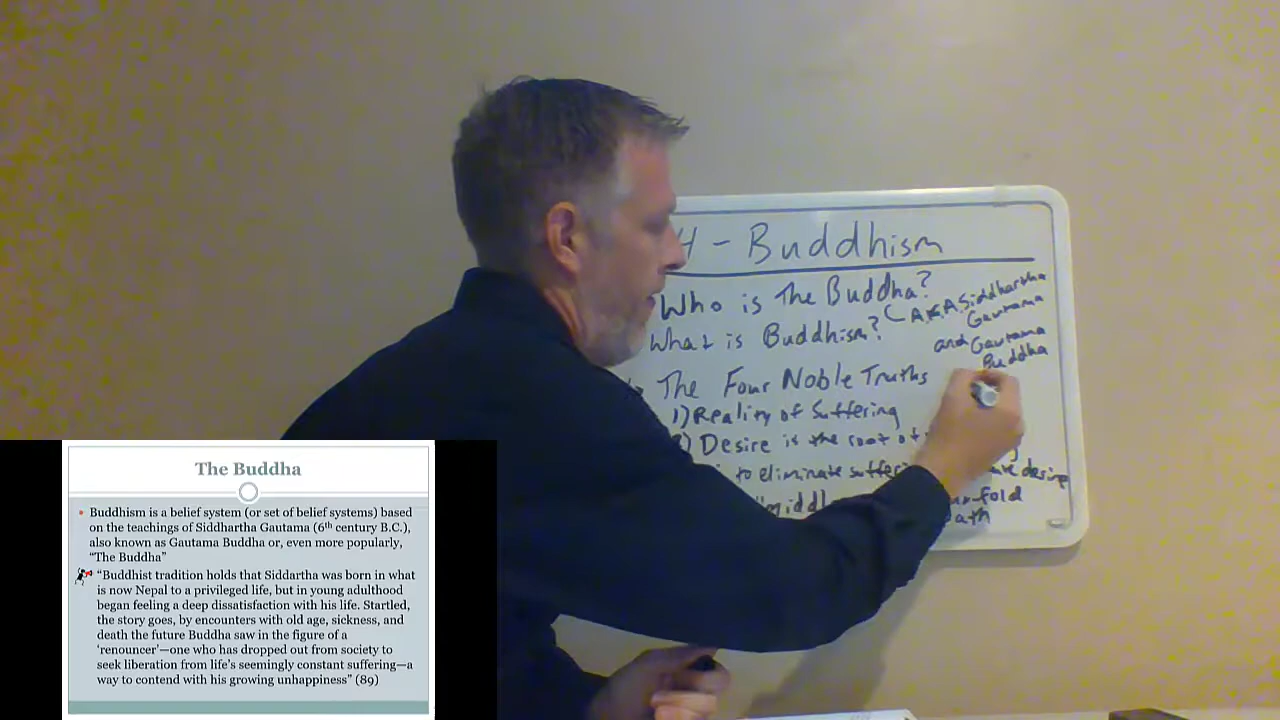 4 - Buddhism
Who is The Buddha?
(A.K.A. Siddhartha
Gautama
What is Buddhism?
and Gautama
Buddha
The Four Noble Truths
1) Reality of Suffering
Desire is the root of
to eliminate
desire
fold
The Buddha
• Buddhism is a belief system (or set of belief systems) based
on the teachings of Siddhartha Gautama (6th century B.C.),
also known as Gautama Buddha or, even more popularly,
“The Buddha”
“Buddhist tradition holds that Siddartha was born in what
is now Nepal to a privileged life, but in young adulthood
began feeling a deep dissatisfaction with his life. Startled,
the story goes, by encounters with old age, sickness, and
death the future Buddha saw in the figure of a
‘renouncer’—one who has dropped out from society to
seek liberation from life’s seemingly constant suffering—a
way to contend with his growing unhappiness” (89)